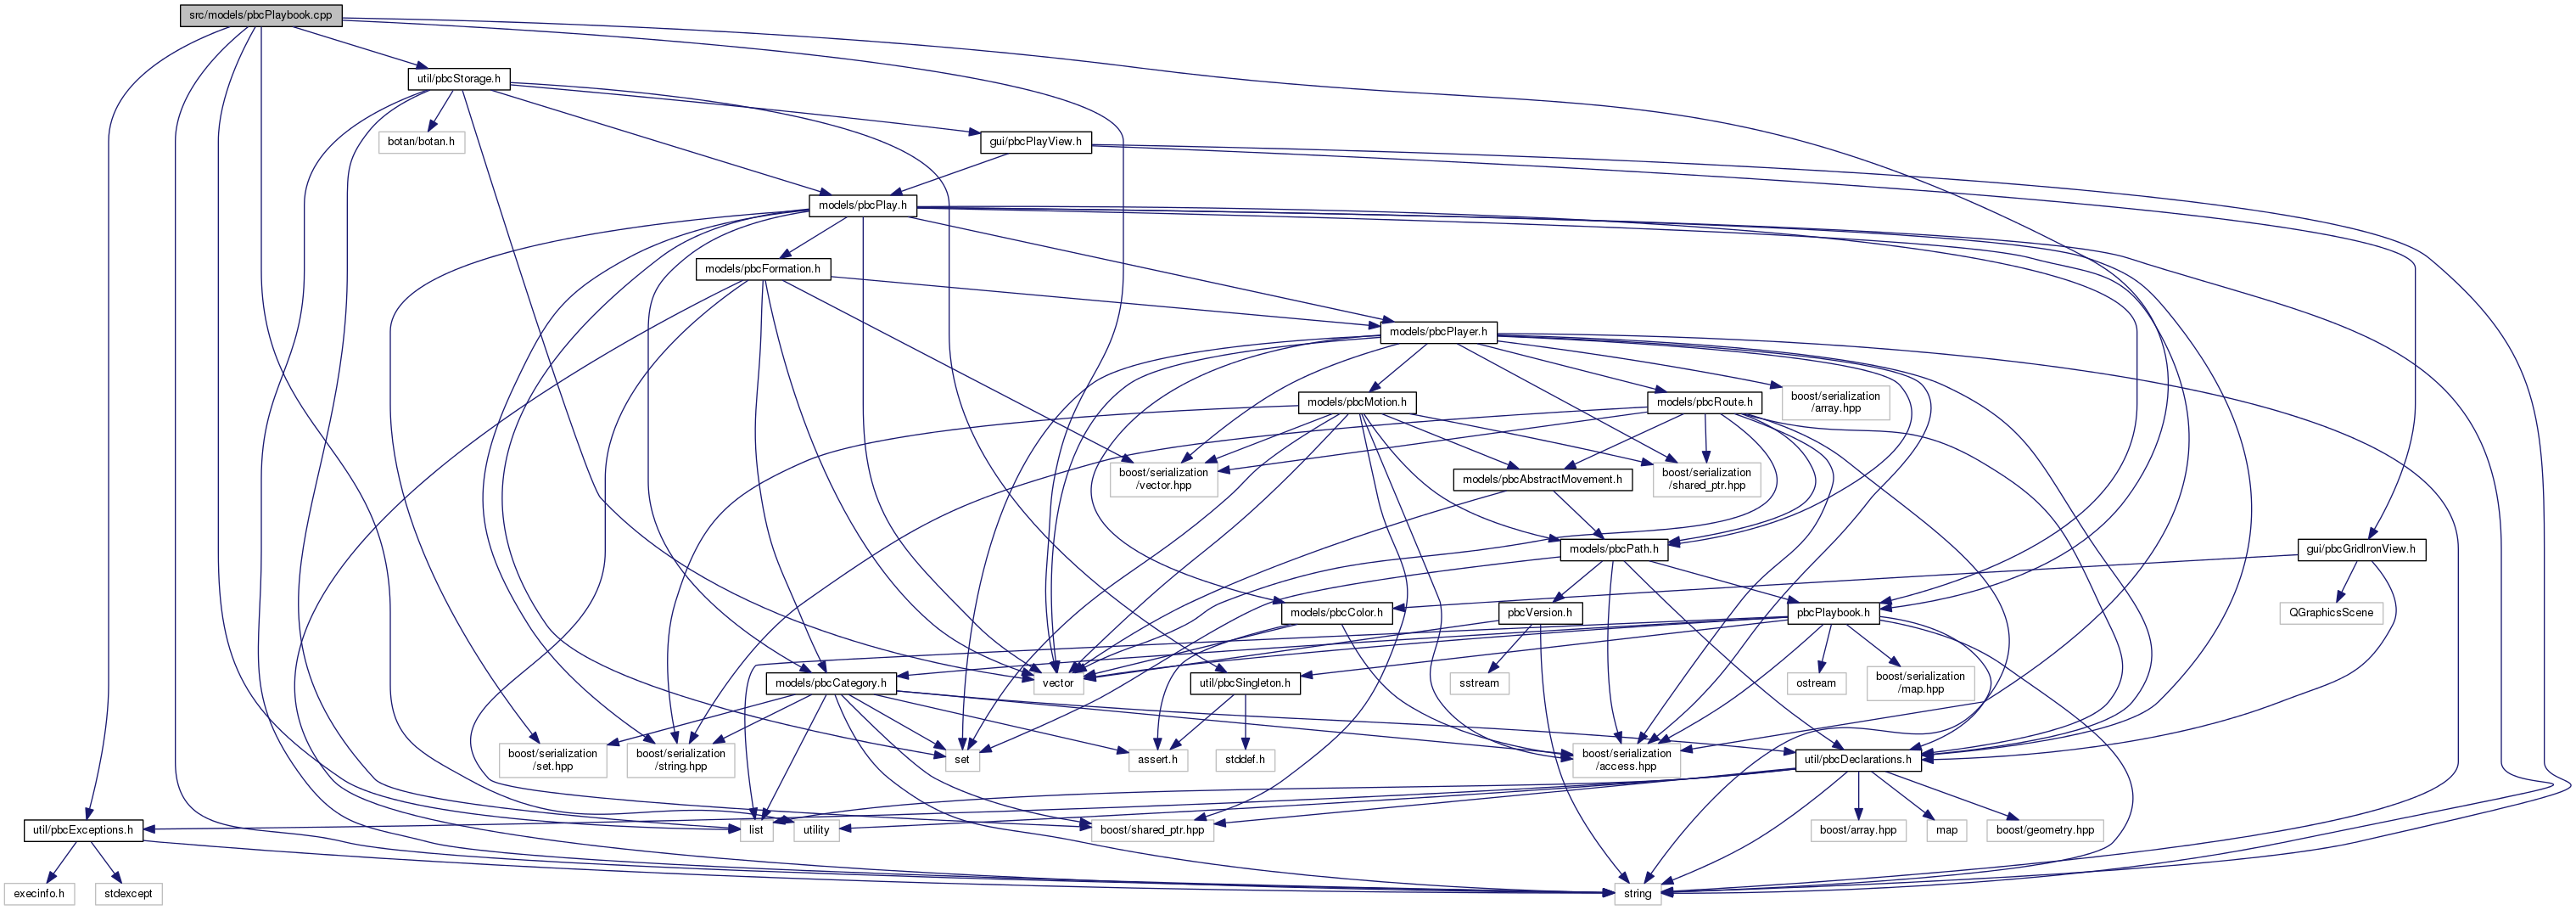 src/models/pbcPlaybook.cpp
util/pbcStorage.h
botan/botan.h
gui/pbcPlayView.h
models/pbcPlay.h
models/pbcFormation.h
models/pbcPlayer.h
models/pbcMotion.h
models/pbcRoute.h
boost/serialization
/array.hpp
boost/serialization
/vector.hpp
models/pbcAbstractMovement.h
boost/serialization
/shared_ptr.hpp
models/pbcPath.h
gui/pbcGridIronView.h
models/pbcColor.h
pbcVersion.h
pbcPlaybook.h
QGraphicsScene
models/pbcCategory.h
vector
util/pbcSingleton.h
sstream
ostream
boost/serialization
/map.hpp
boost/serialization
/set.hpp
boost/serialization
/string.hpp
set
assert.h
stddef.h
boost/serialization
/access.hpp
util/pbcDeclarations.h
util/pbcExceptions.h
list
utility
boost/shared_ptr.hpp
boost/array.hpp
map
boost/geometry.hpp
execinfo.h
stdexcept
string